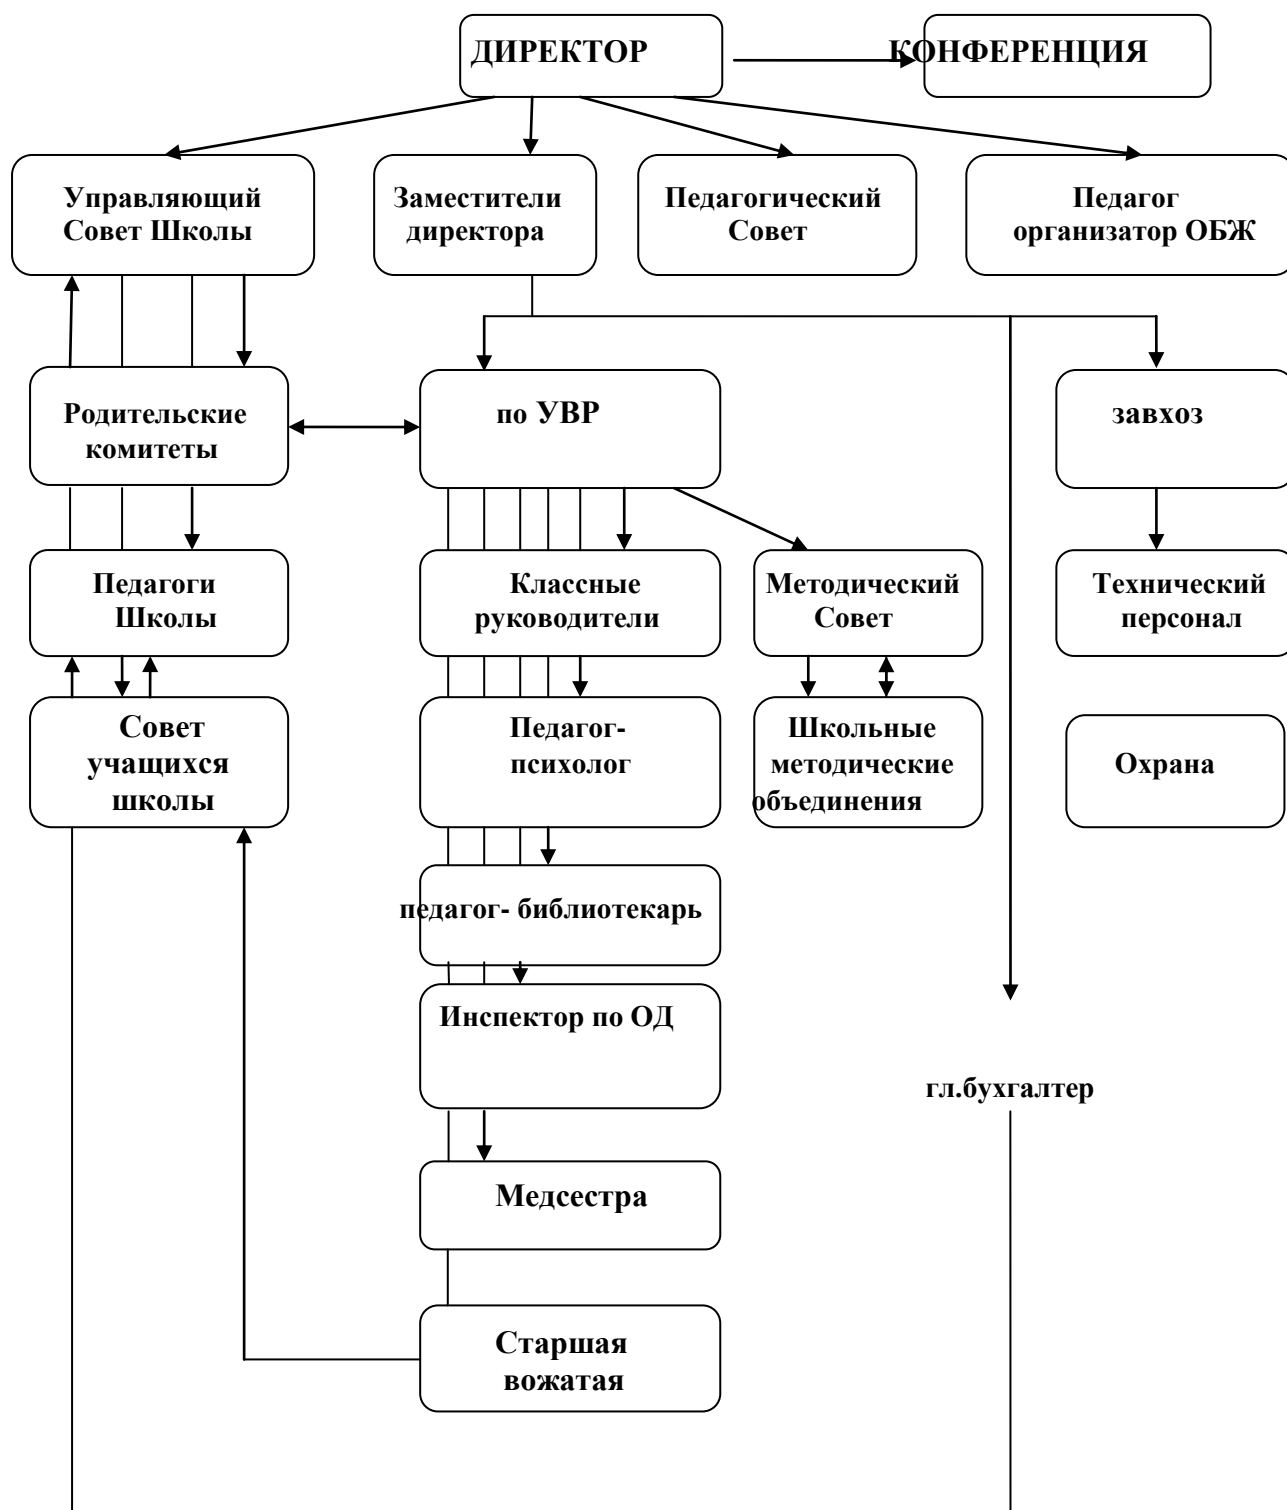 ДИРЕКТОР
КОНФЕРЕНЦИЯ
Управляющий
Совет Школы
Заместители
директора
Педагогический
Совет
Педагог
организатор ОБЖ
Родительские
комитеты
по УВР
завхоз
Педагоги
Школы
Классные
руководители
Методический
Совет
Технический
персонал
Совет
учащихся
школы
Педагог-
психолог
Школьные
методические
объединения
Охрана
педагог- библиотекарь
Инспектор по ОД
гл.бухгалтер
Медсестра
Старшая
вожатая